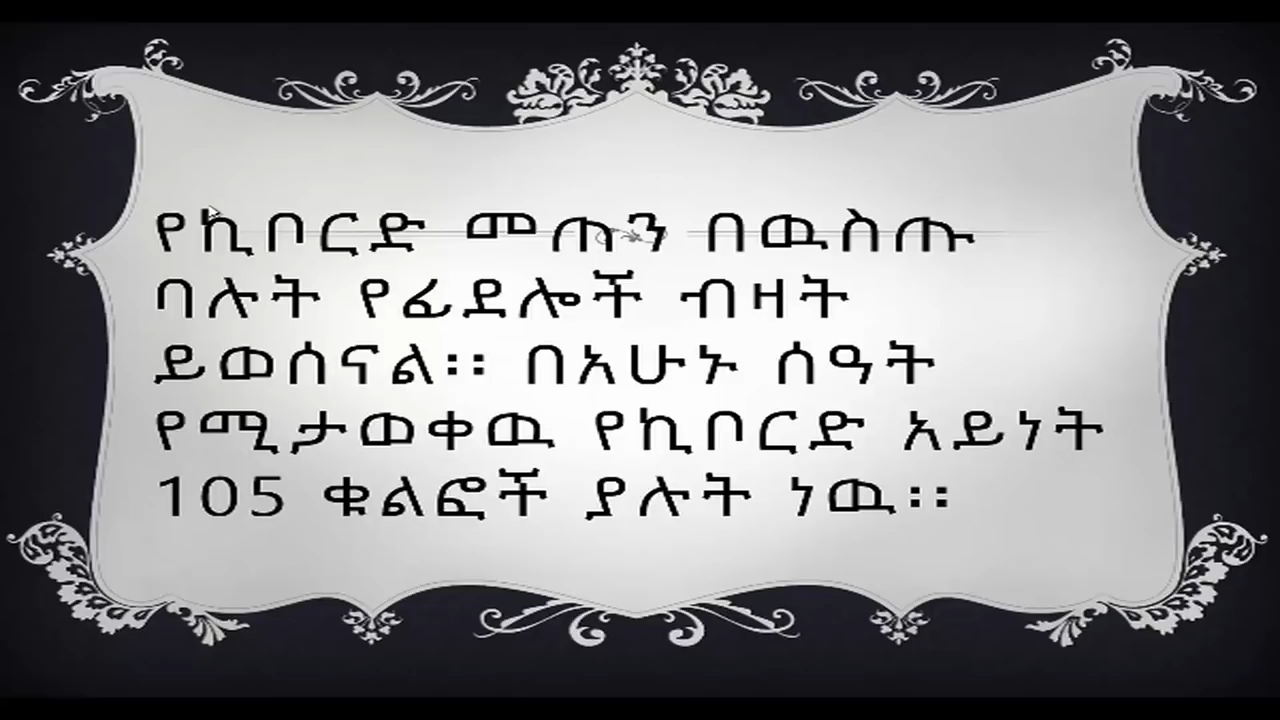 የኪቦርድ መጠን በዉስጡ
ባሉት የፊደሎች ብዛት
ይወሰናል፡፡ በአሁኑ ሰዓት
የሚታወቀዉ የኪቦርድ አይነት
105 ቁልፎች ያሉት ነዉ፡፡